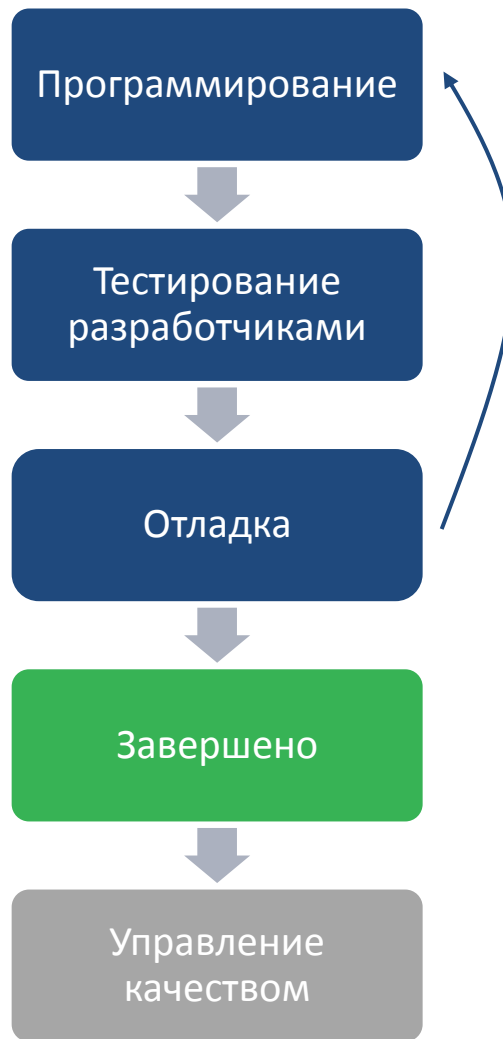 Программирование
Тестирование
разработчиками
Отладка
Завершено
Управление
качеством